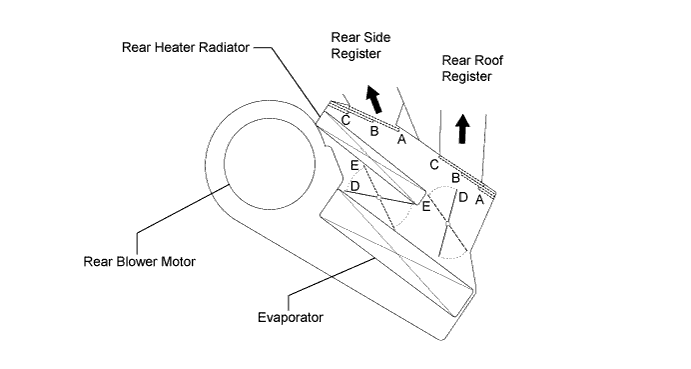 Rear Side
Register
Rear Heater Radiator
Rear Roof
Register
C
B
A
C
B
A
E
D
E
D
Rear Blower Motor
Evaporator